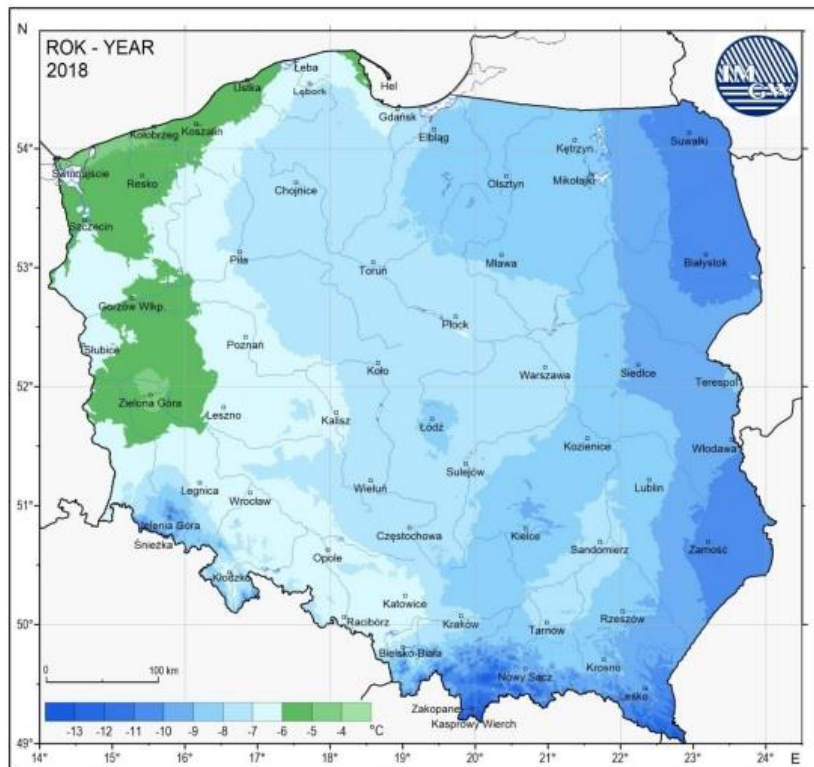 N
ROK - YEAR
2018
IM
GW
Łeba
Ustka
Lębork
Hel
Gdańsk
Kołobrzeg
Koszalin
Elbląg
Kętrzyn
Suwałki
54°
Świnoujście
Resko
Chojnice
Olsztyn
Mikołajki
Szczecin
53°
Piła
Toruń
Mława
Białystok
Gorzów Wlkp.
Płock
Słubice
Poznań
Koło
Warszawa
Siedlce
Terespol
52°
Zielona Góra
Leszno
Kalisz
Łódź
Sulejów
Kozienice
Włodawa
51°
Legnica
Wrocław
Wieluń
Lublin
Jelenia Góra
Śnieżka
Częstochowa
Kielce
Sandomierz
Zamość
Opole
Kłodzko
Katowice
50°
Racibórz
Kraków
Tarnów
Rzeszów
Bielsko-Biała
Nowy Sącz
Krosno
Lesko
0 100 km
Zakopane
Kasprowy Wierch
-13 -12 -11 -10 -9 -8 -7 -6 -5 -4 °C
49°
14° 15° 16° 17° 18° 19° 20° 21° 22° 23° 24° E